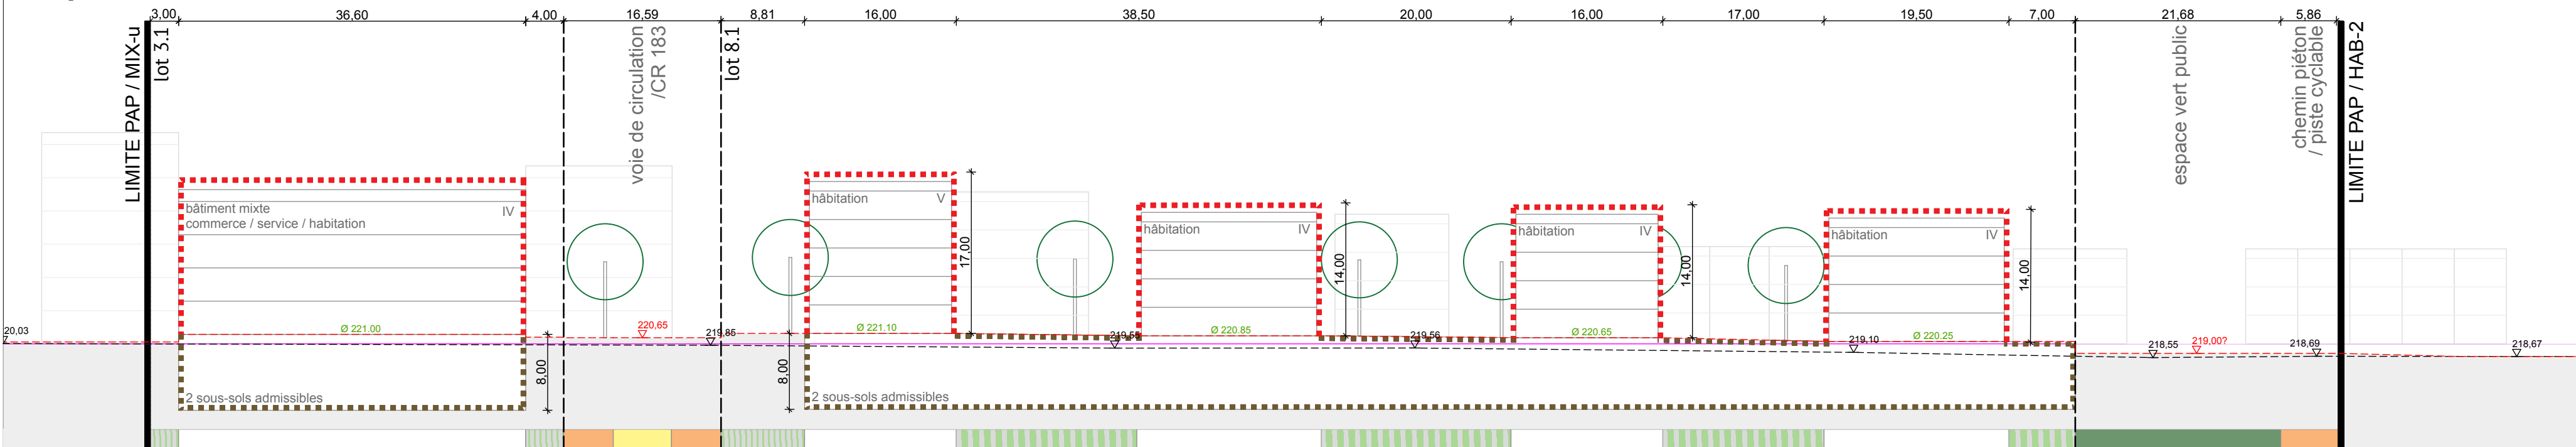 3,00
36,60
4,00
16,59
8,81
16,00
38,50
20,00
16,00
17,00
19,50
7,00
21,68
5,86
LIMITE PAP / MIX-u
lot 3.1
voie de circulation
/CR 183
lot 8.1
espace vert public
chemin piéton
/ piste cyclable
LIMITE PAP / HAB-2
bâtiment mixte
commerce / service / habitation
IV
hâbitation
V
17,00
hâbitation
IV
14,00
hâbitation
IV
14,00
hâbitation
IV
14,00
20,03
Ø 221.00
220,65
219,85
Ø 221.10
Ø 220.85
219,56
Ø 220.65
219,10
Ø 220.25
218,55
219,00?
218,69
218,67
8,00
8,00
2 sous-sols admissibles
2 sous-sols admissibles